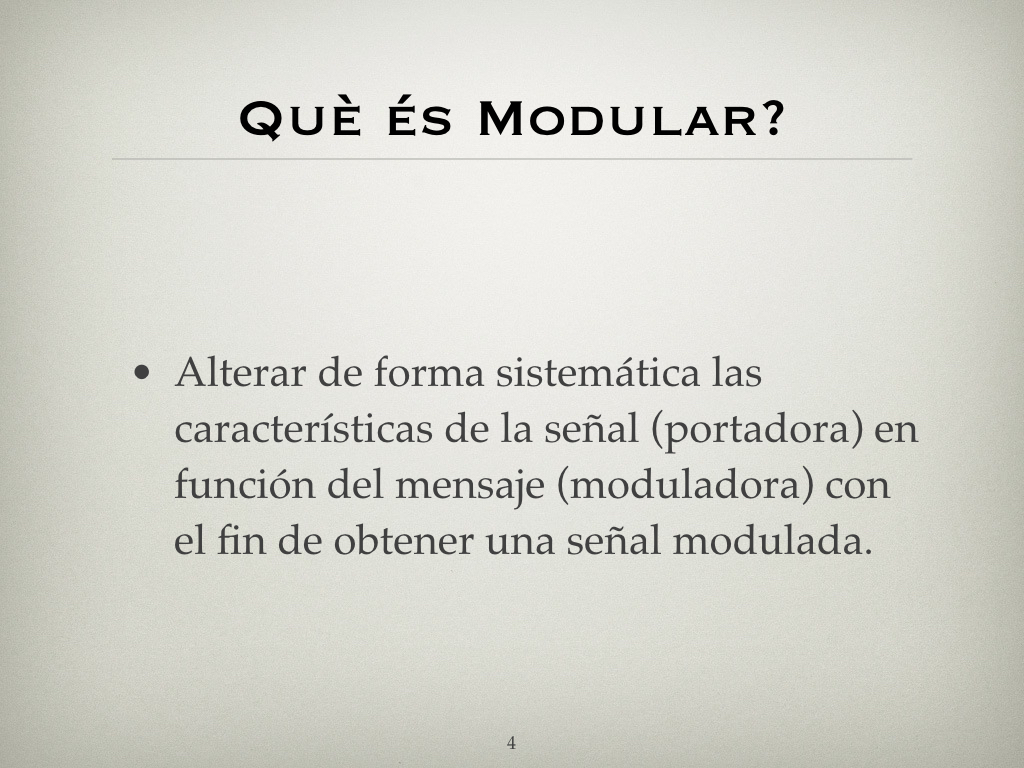 Què és Modular?
• Alterar de forma sistemática las
características de la señal (portadora) en
función del mensaje (moduladora) con
el fin de obtener una señal modulada.
4